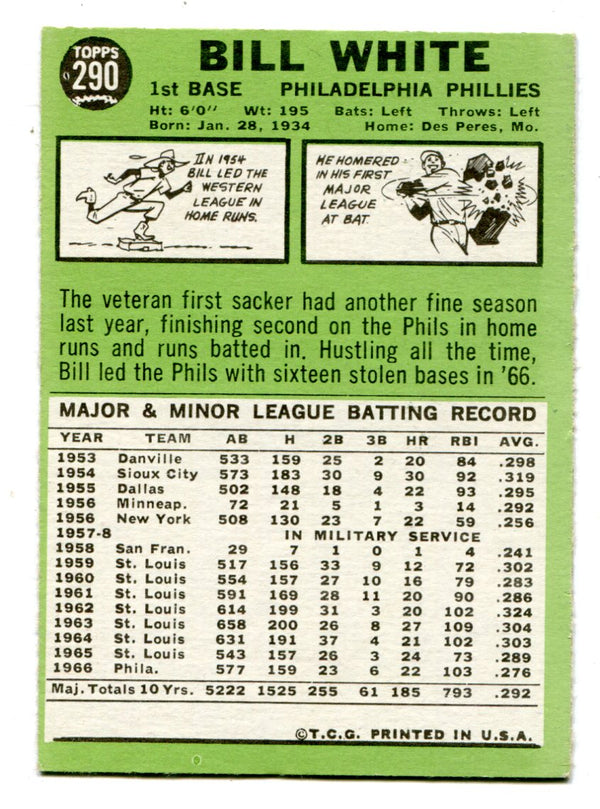 TOPPS
290
BILL WHITE
1st BASE PHILADELPHIA PHILLIES
Ht: 6'0" Wt: 195 Bats: Left Throws: Left
Born: Jan. 28, 1934 Home: Des Peres, Mo.
IN 1954
BILL LED THE
WESTERN
LEAGUE IN
HOME RUNS.
HE HOMERED
IN HIS FIRST
MAJOR
LEAGUE
AT BAT.
The veteran first sacker had another fine season
last year, finishing second on the Phils in home
runs and runs batted in. Hustling all the time,
Bill led the Phils with sixteen stolen bases in '66.
MAJOR & MINOR LEAGUE BATTING RECORD
YEAR TEAM AB H 2B 3B HR RBI AVG.
1953 Danville 533 159 25 2 20 84 .298
1954 Sioux City 573 183 30 9 30 92 .319
1955 Dallas 502 148 18 4 22 93 .295
1956 Minneap. 72 21 5 1 3 14 .292
1956 New York 508 130 23 7 22 59 .256
1957-8 IN MILITARY SERVICE
1958 San Fran. 29 7 1 0 1 4 .241
1959 St. Louis 517 156 33 9 12 72 .302
1960 St. Louis 554 157 27 10 16 79 .283
1961 St. Louis 591 169 28 11 20 90 .286
1962 St. Louis 614 199 31 3 20 102 .324
1963 St. Louis 658 200 26 8 27 109 .304
1964 St. Louis 631 191 37 4 21 102 .303
1965 St. Louis 543 157 26 3 24 73 .289
1966 Phila. 577 159 23 6 22 103 .276
Maj. Totals 10 Yrs. 5222 1525 255 61 185 793 .292
©T.C.G. PRINTED IN U.S.A.